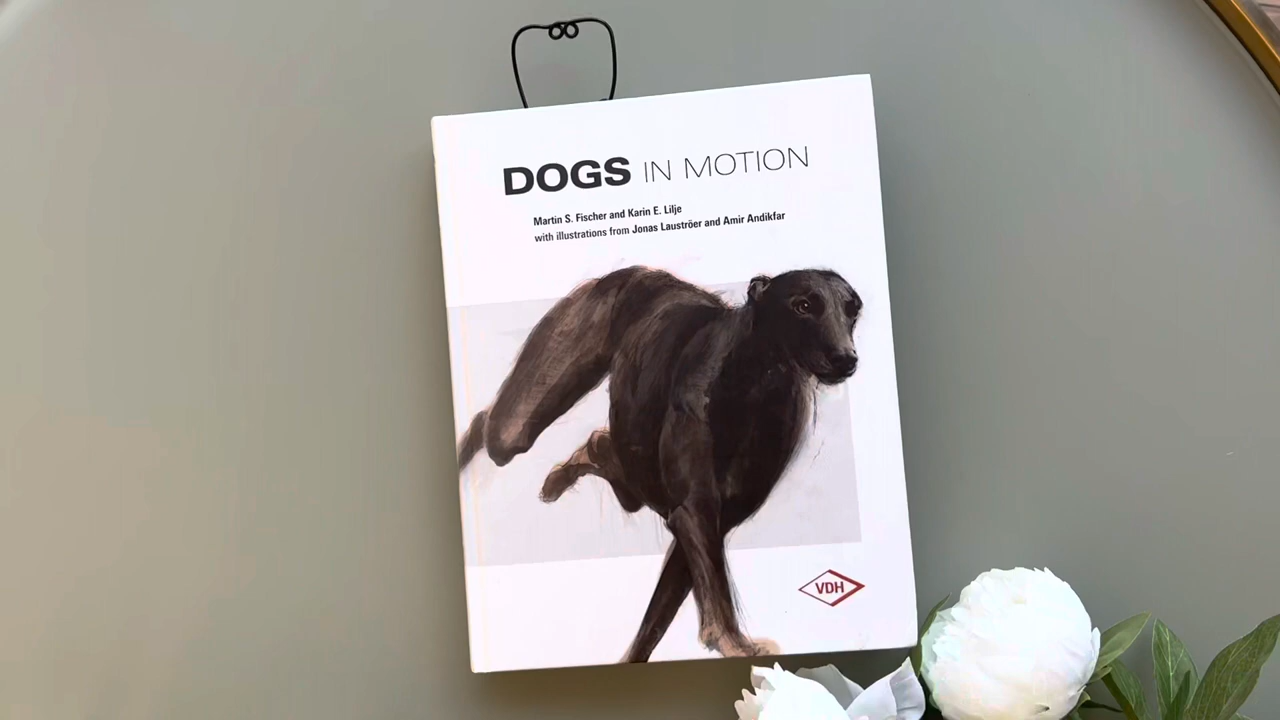 DOGS IN MOTION
Martin S. Fischer and Karin E. Lilje
with illustrations from Jonas Lauströer and Amir Andikfar
VDH